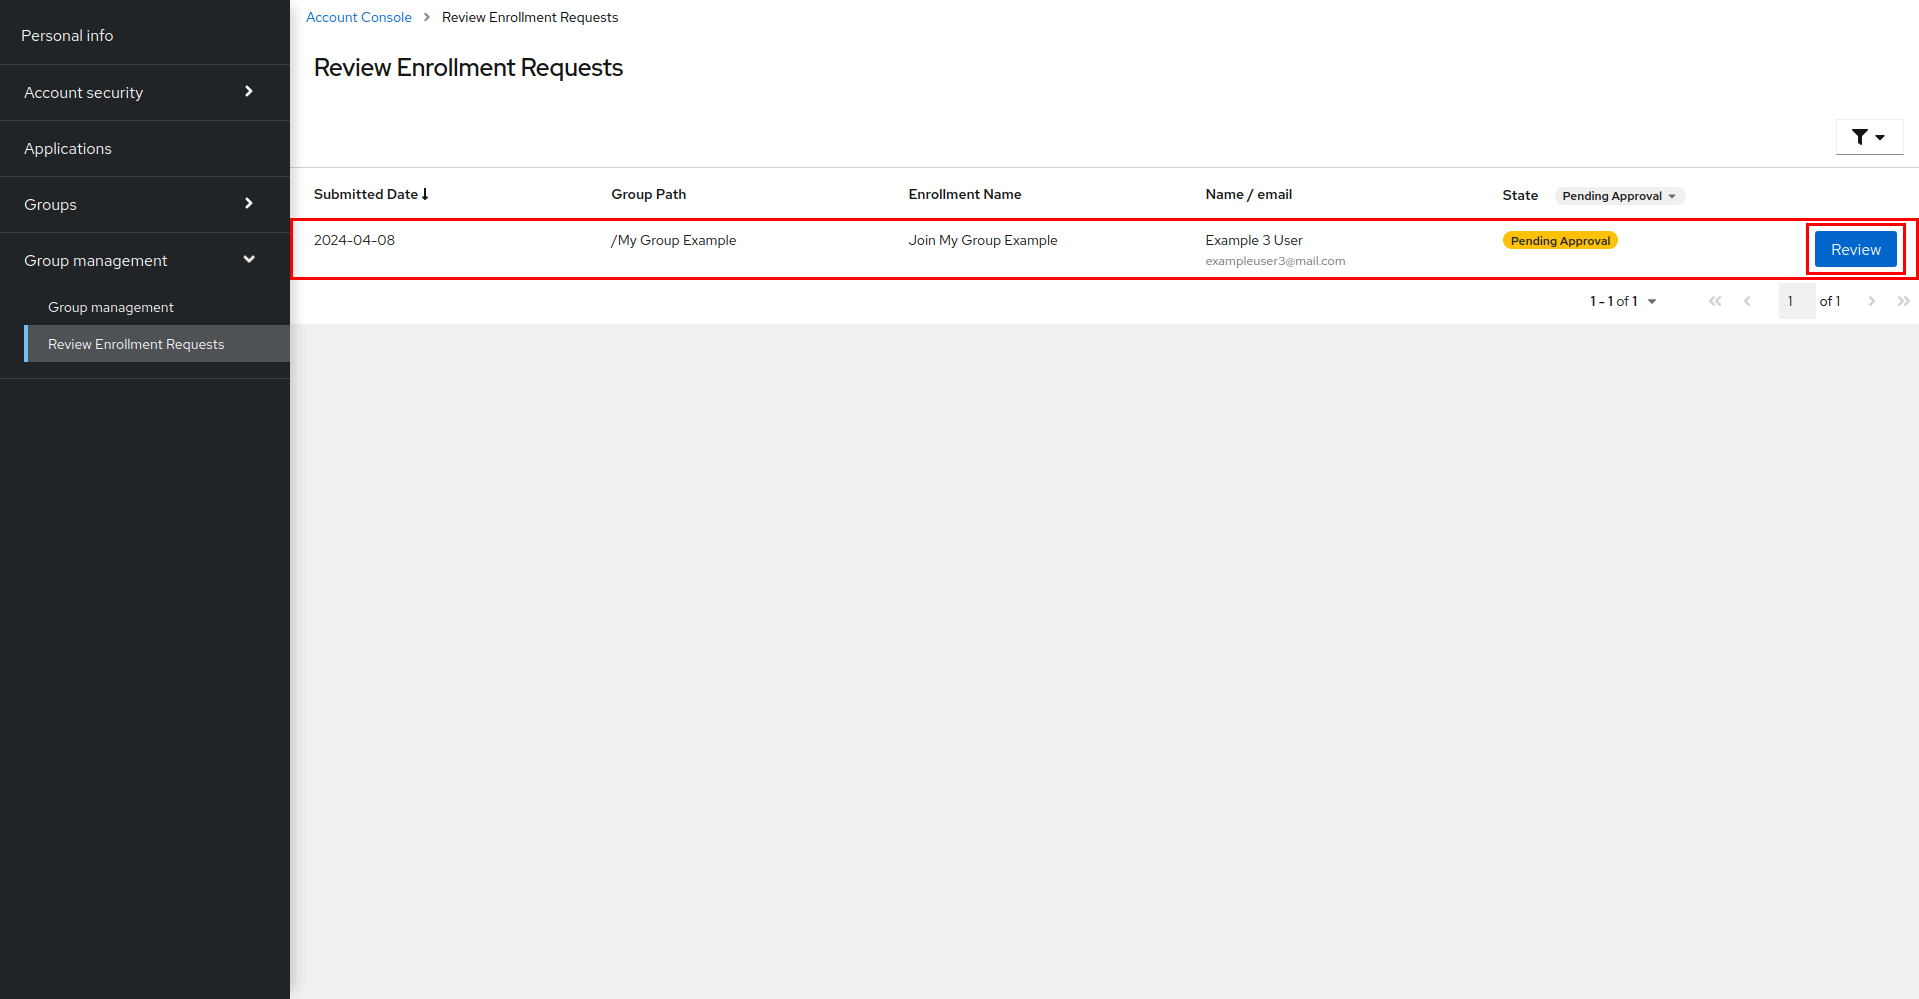 Personal info
Account security
Applications
Groups
Group management
Group management
Review Enrollment Requests
Account Console > Review Enrollment Requests
Review Enrollment Requests
Submitted Date Group Path Enrollment Name Name / email State Pending Approval
2024-04-08 /My Group Example Join My Group Example Example 3 User Pending Approval Review
exampleuser3@mail.com
1 - 1 of 1 1 of 1